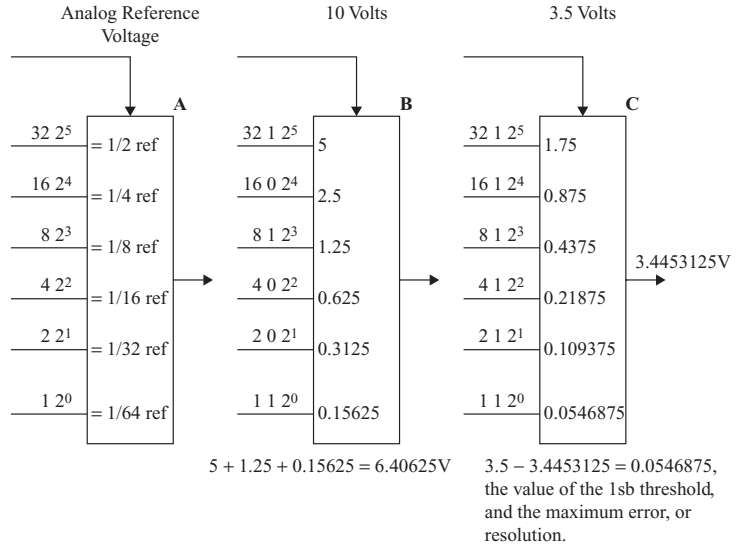 Analog Reference
Voltage
A
32 2⁵ = 1/2 ref
16 2⁴ = 1/4 ref
8 2³ = 1/8 ref
4 2² = 1/16 ref
2 2¹ = 1/32 ref
1 2⁰ = 1/64 ref
10 Volts
B
32 1 2⁵ 5
16 0 2⁴ 2.5
8 1 2³ 1.25
4 0 2² 0.625
2 0 2¹ 0.3125
1 1 2⁰ 0.15625
5 + 1.25 + 0.15625 = 6.40625V
3.5 Volts
C
32 1 2⁵ 1.75
16 1 2⁴ 0.875
8 1 2³ 0.4375
4 1 2² 0.21875
2 1 2¹ 0.109375
1 1 2⁰ 0.0546875
3.4453125V
3.5 – 3.4453125 = 0.0546875,
the value of the 1sb threshold,
and the maximum error, or
resolution.